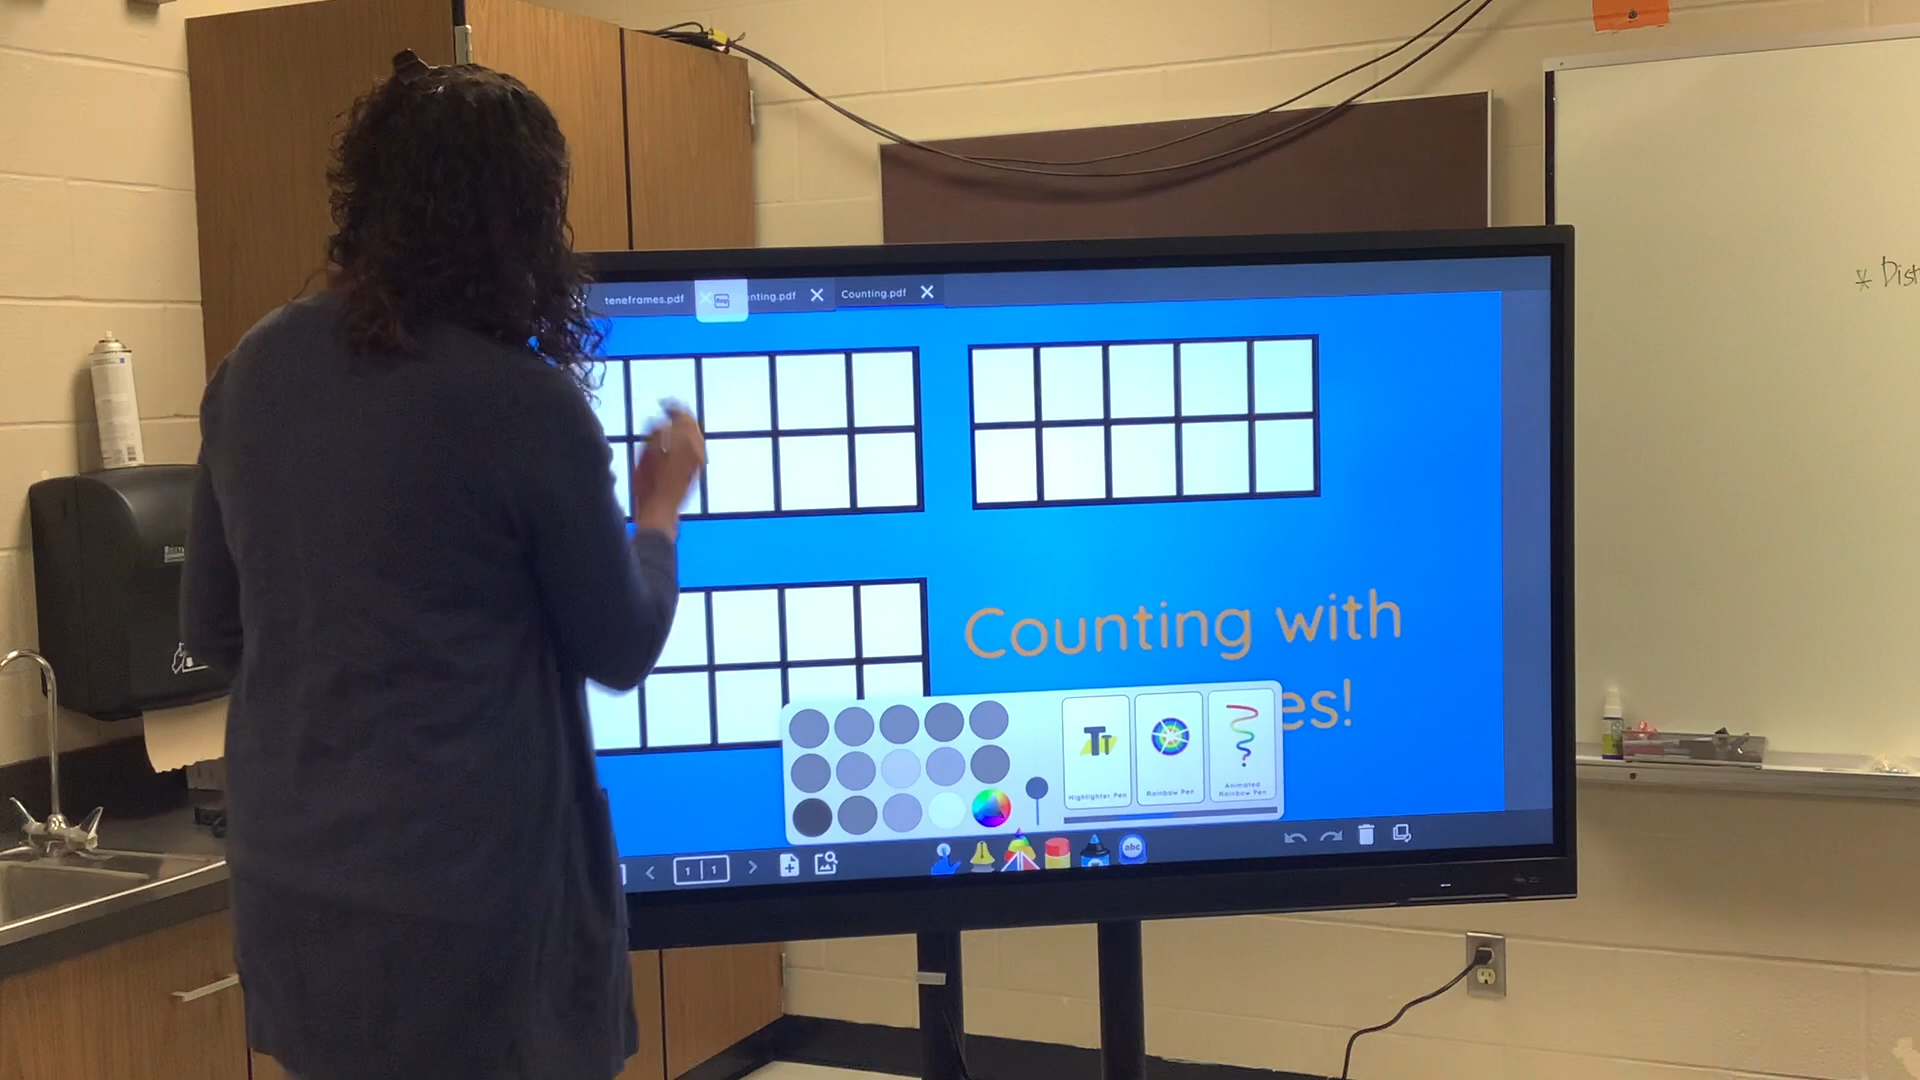 teneframes.pdf
nting.pdf
Counting.pdf
* Dist
Counting with
es!
Tt
Highlighter Pen
Rainbow Pen
Animated
Rainbow Pen
1 | 1
abc